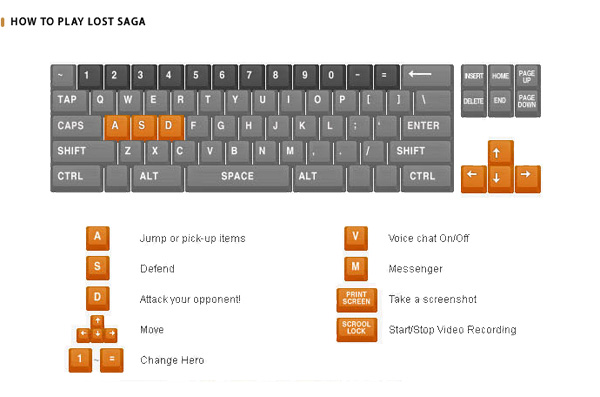 HOW TO PLAY LOST SAGA
~ 1 2 3 4 5 6 7 8 9 0 - = ←
INSERT HOME PAGE UP
TAP Q W E R T Y U I O P [ ] \
DELETE END PAGE DOWN
CAPS A S D F G H J K L ; ' ENTER
SHIFT Z X C V B N M , . / SHIFT
↑
CTRL ALT SPACE ALT CTRL
← ↓ →
A Jump or pick-up items
S Defend
D Attack your opponent!
↑ ← ↓ → Move
1 ~ = Change Hero
V Voice chat On/Off
M Messenger
PRINT SCREEN Take a screenshot
SCROOL LOCK Start/Stop Video Recording